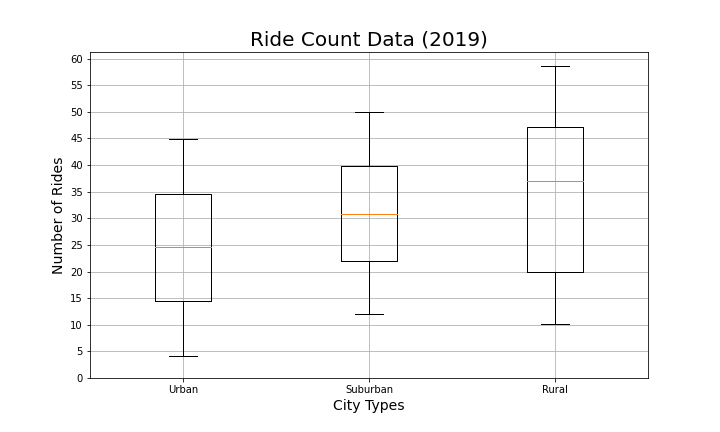 Ride Count Data (2019)
Number of Rides
60
55
50
45
40
35
30
25
20
15
10
5
0
Urban
Suburban
Rural
City Types